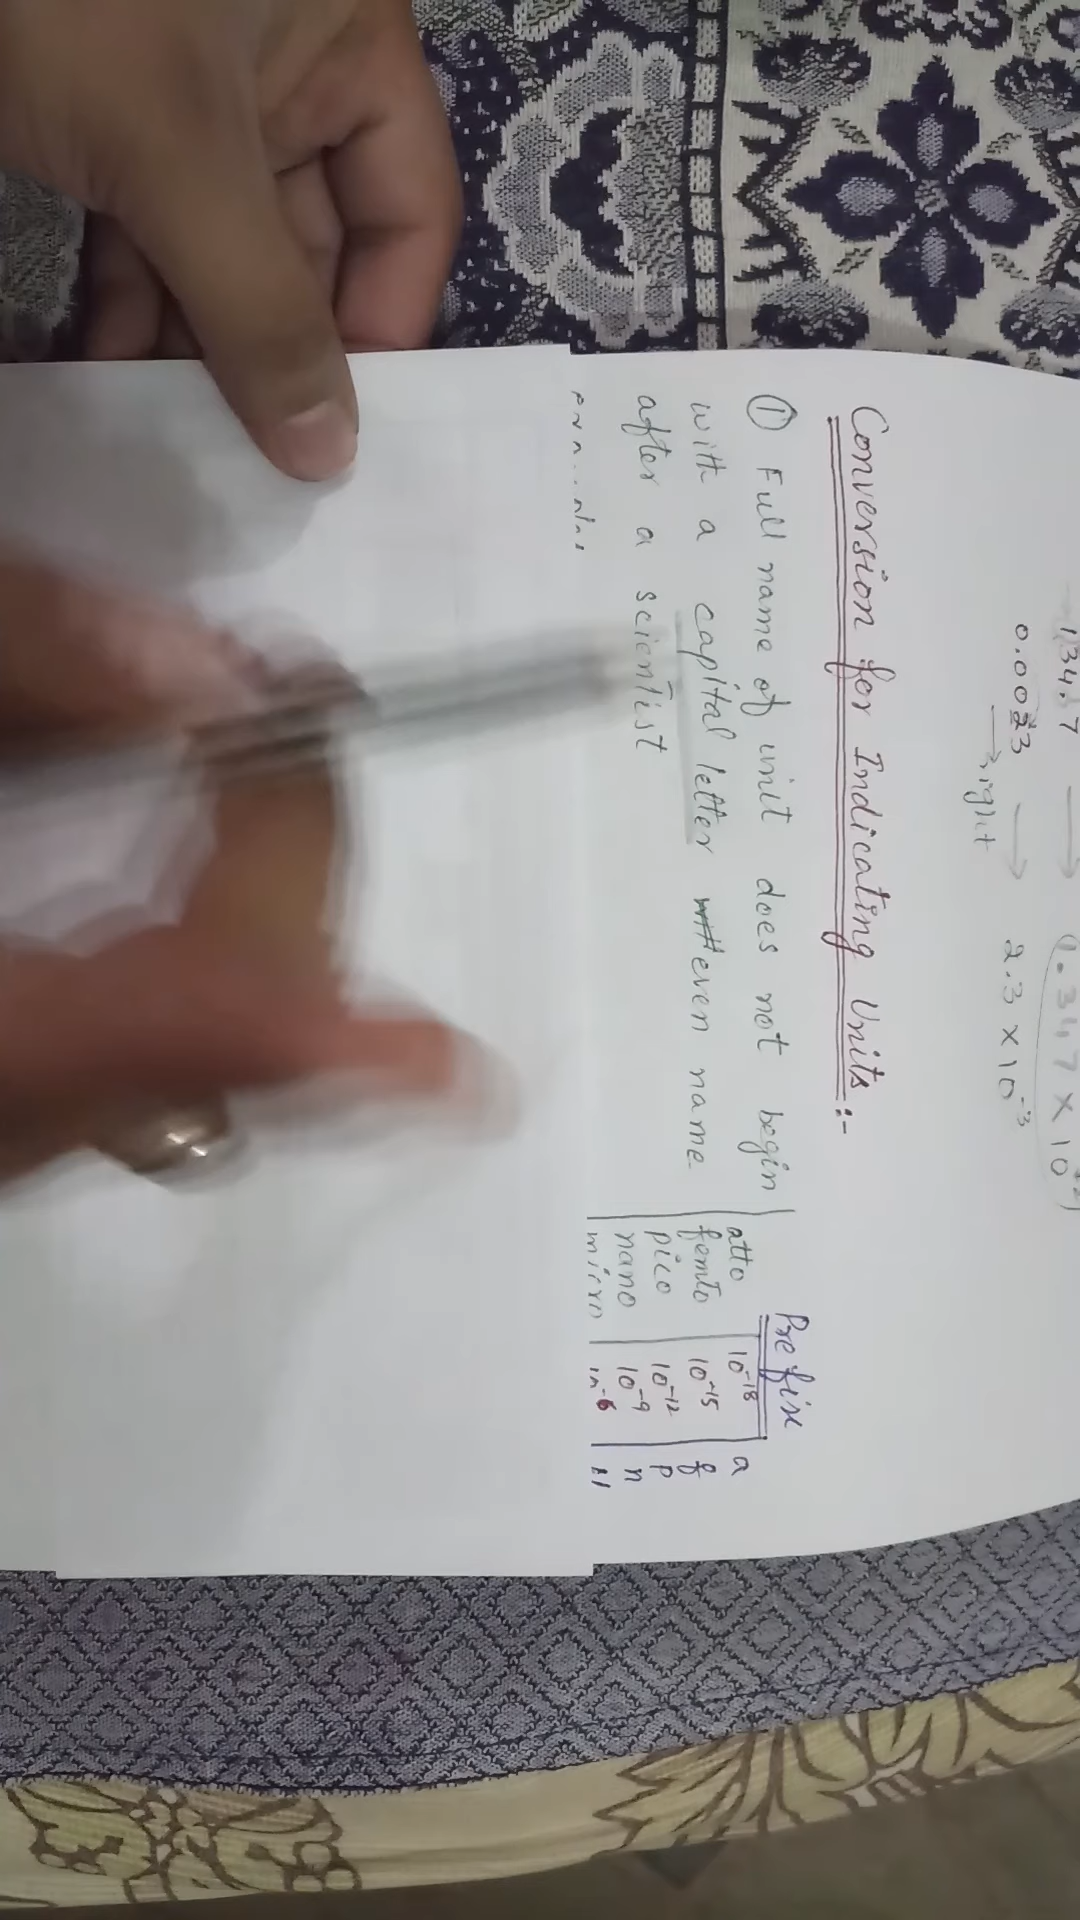 134.7 → 1.347 × 10
0.0023 → 2.3 × 10⁻³
→ right
Conversion for Indicating Units :-
① Full name of unit does not begin
with a capital letter even name
after a scientist
Prefix
atto 10⁻¹⁸ a
femto 10⁻¹⁵ f
pico 10⁻¹² p
nano 10⁻⁹ n
micro